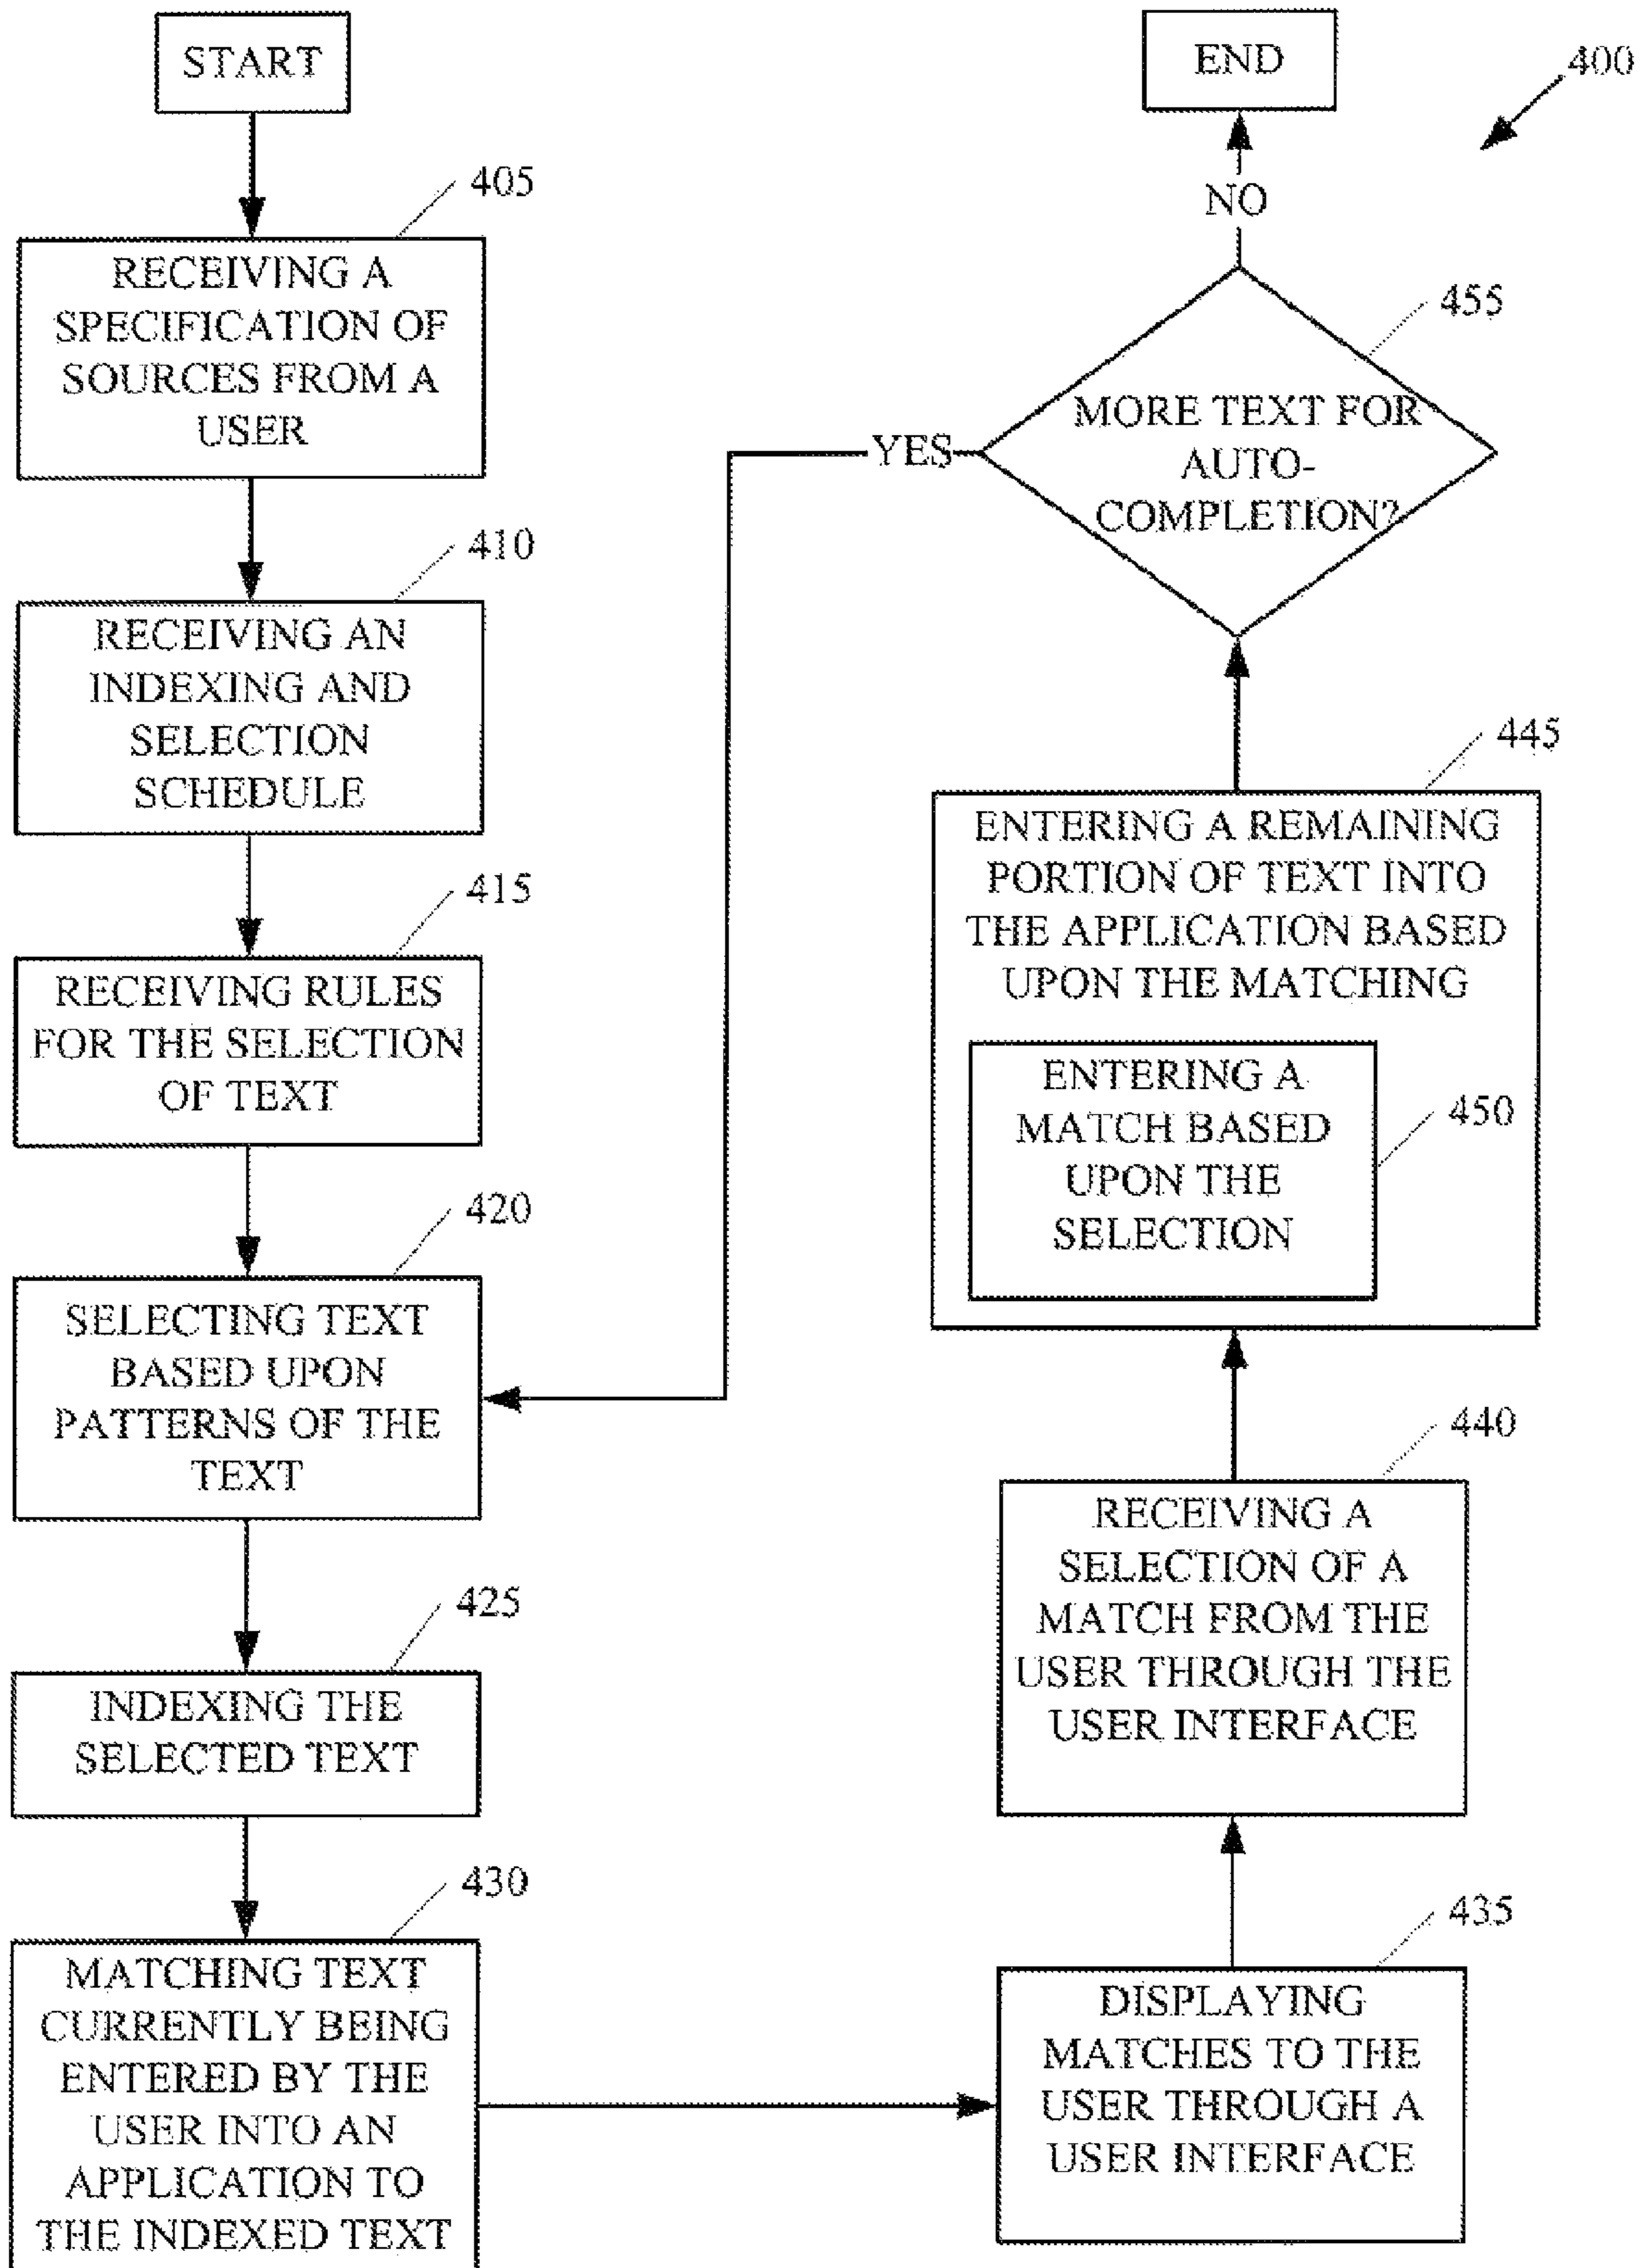 START
405
RECEIVING A
SPECIFICATION OF
SOURCES FROM A
USER
410
RECEIVING AN
INDEXING AND
SELECTION
SCHEDULE
415
RECEIVING RULES
FOR THE SELECTION
OF TEXT
420
SELECTING TEXT
BASED UPON
PATTERNS OF THE
TEXT
425
INDEXING THE
SELECTED TEXT
430
MATCHING TEXT
CURRENTLY BEING
ENTERED BY THE
USER INTO AN
APPLICATION TO
THE INDEXED TEXT
435
DISPLAYING
MATCHES TO THE
USER THROUGH A
USER INTERFACE
440
RECEIVING A
SELECTION OF A
MATCH FROM THE
USER THROUGH THE
USER INTERFACE
445
ENTERING A REMAINING
PORTION OF TEXT INTO
THE APPLICATION BASED
UPON THE MATCHING
450
ENTERING A
MATCH BASED
UPON THE
SELECTION
455
MORE TEXT FOR
AUTO-
COMPLETION?
YES
NO
END
400